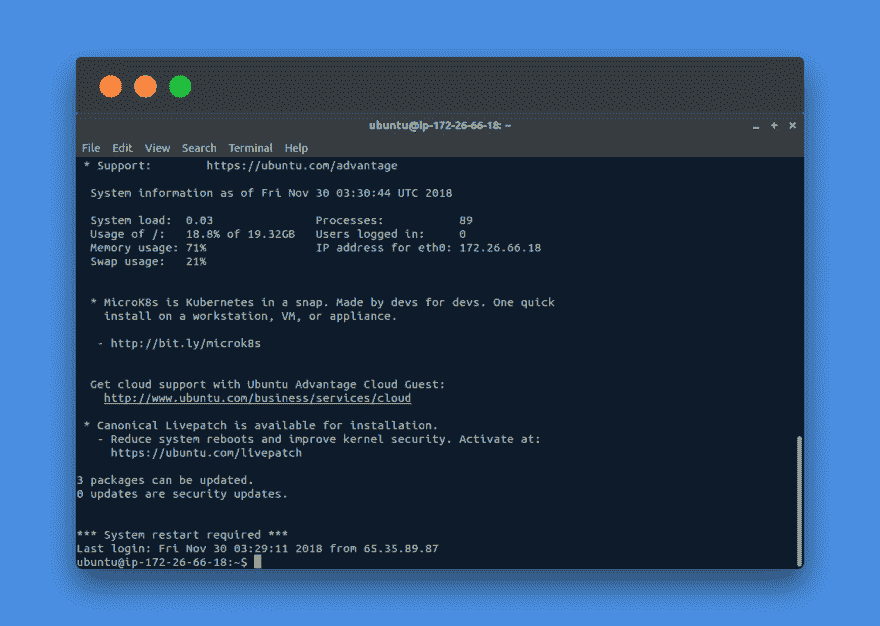 ubuntu@ip-172-26-66-18: ~
File Edit View Search Terminal Help
* Support: https://ubuntu.com/advantage
System information as of Fri Nov 30 03:30:44 UTC 2018
System load: 0.03 Processes: 89
Usage of /: 18.8% of 19.32GB Users logged in: 0
Memory usage: 71% IP address for eth0: 172.26.66.18
Swap usage: 21%
* MicroK8s is Kubernetes in a snap. Made by devs for devs. One quick
install on a workstation, VM, or appliance.
- http://bit.ly/microk8s
Get cloud support with Ubuntu Advantage Cloud Guest:
http://www.ubuntu.com/business/services/cloud
* Canonical Livepatch is available for installation.
- Reduce system reboots and improve kernel security. Activate at:
https://ubuntu.com/livepatch
3 packages can be updated.
0 updates are security updates.
*** System restart required ***
Last login: Fri Nov 30 03:29:11 2018 from 65.35.89.87
ubuntu@ip-172-26-66-18:~$